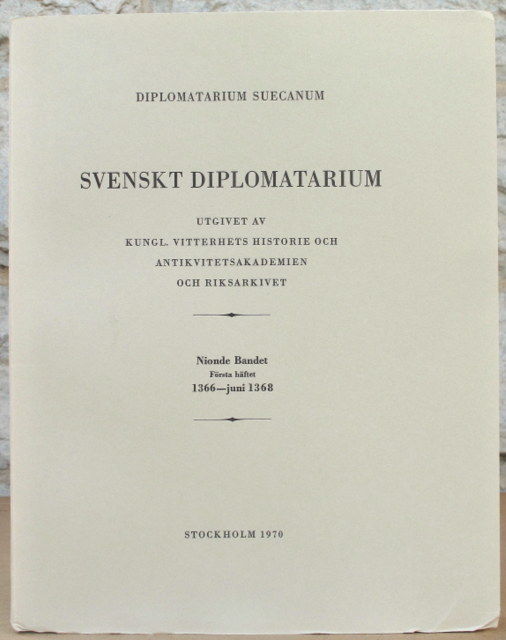 DIPLOMATARIUM SUECANUM
SVENSKT DIPLOMATARIUM
UTGIVET AV
KUNGL. VITTERHETS HISTORIE OCH
ANTIKVITETSAKADEMIEN
OCH RIKSARKIVET
Nionde Bandet
Första häftet
1366—juni 1368
STOCKHOLM 1970